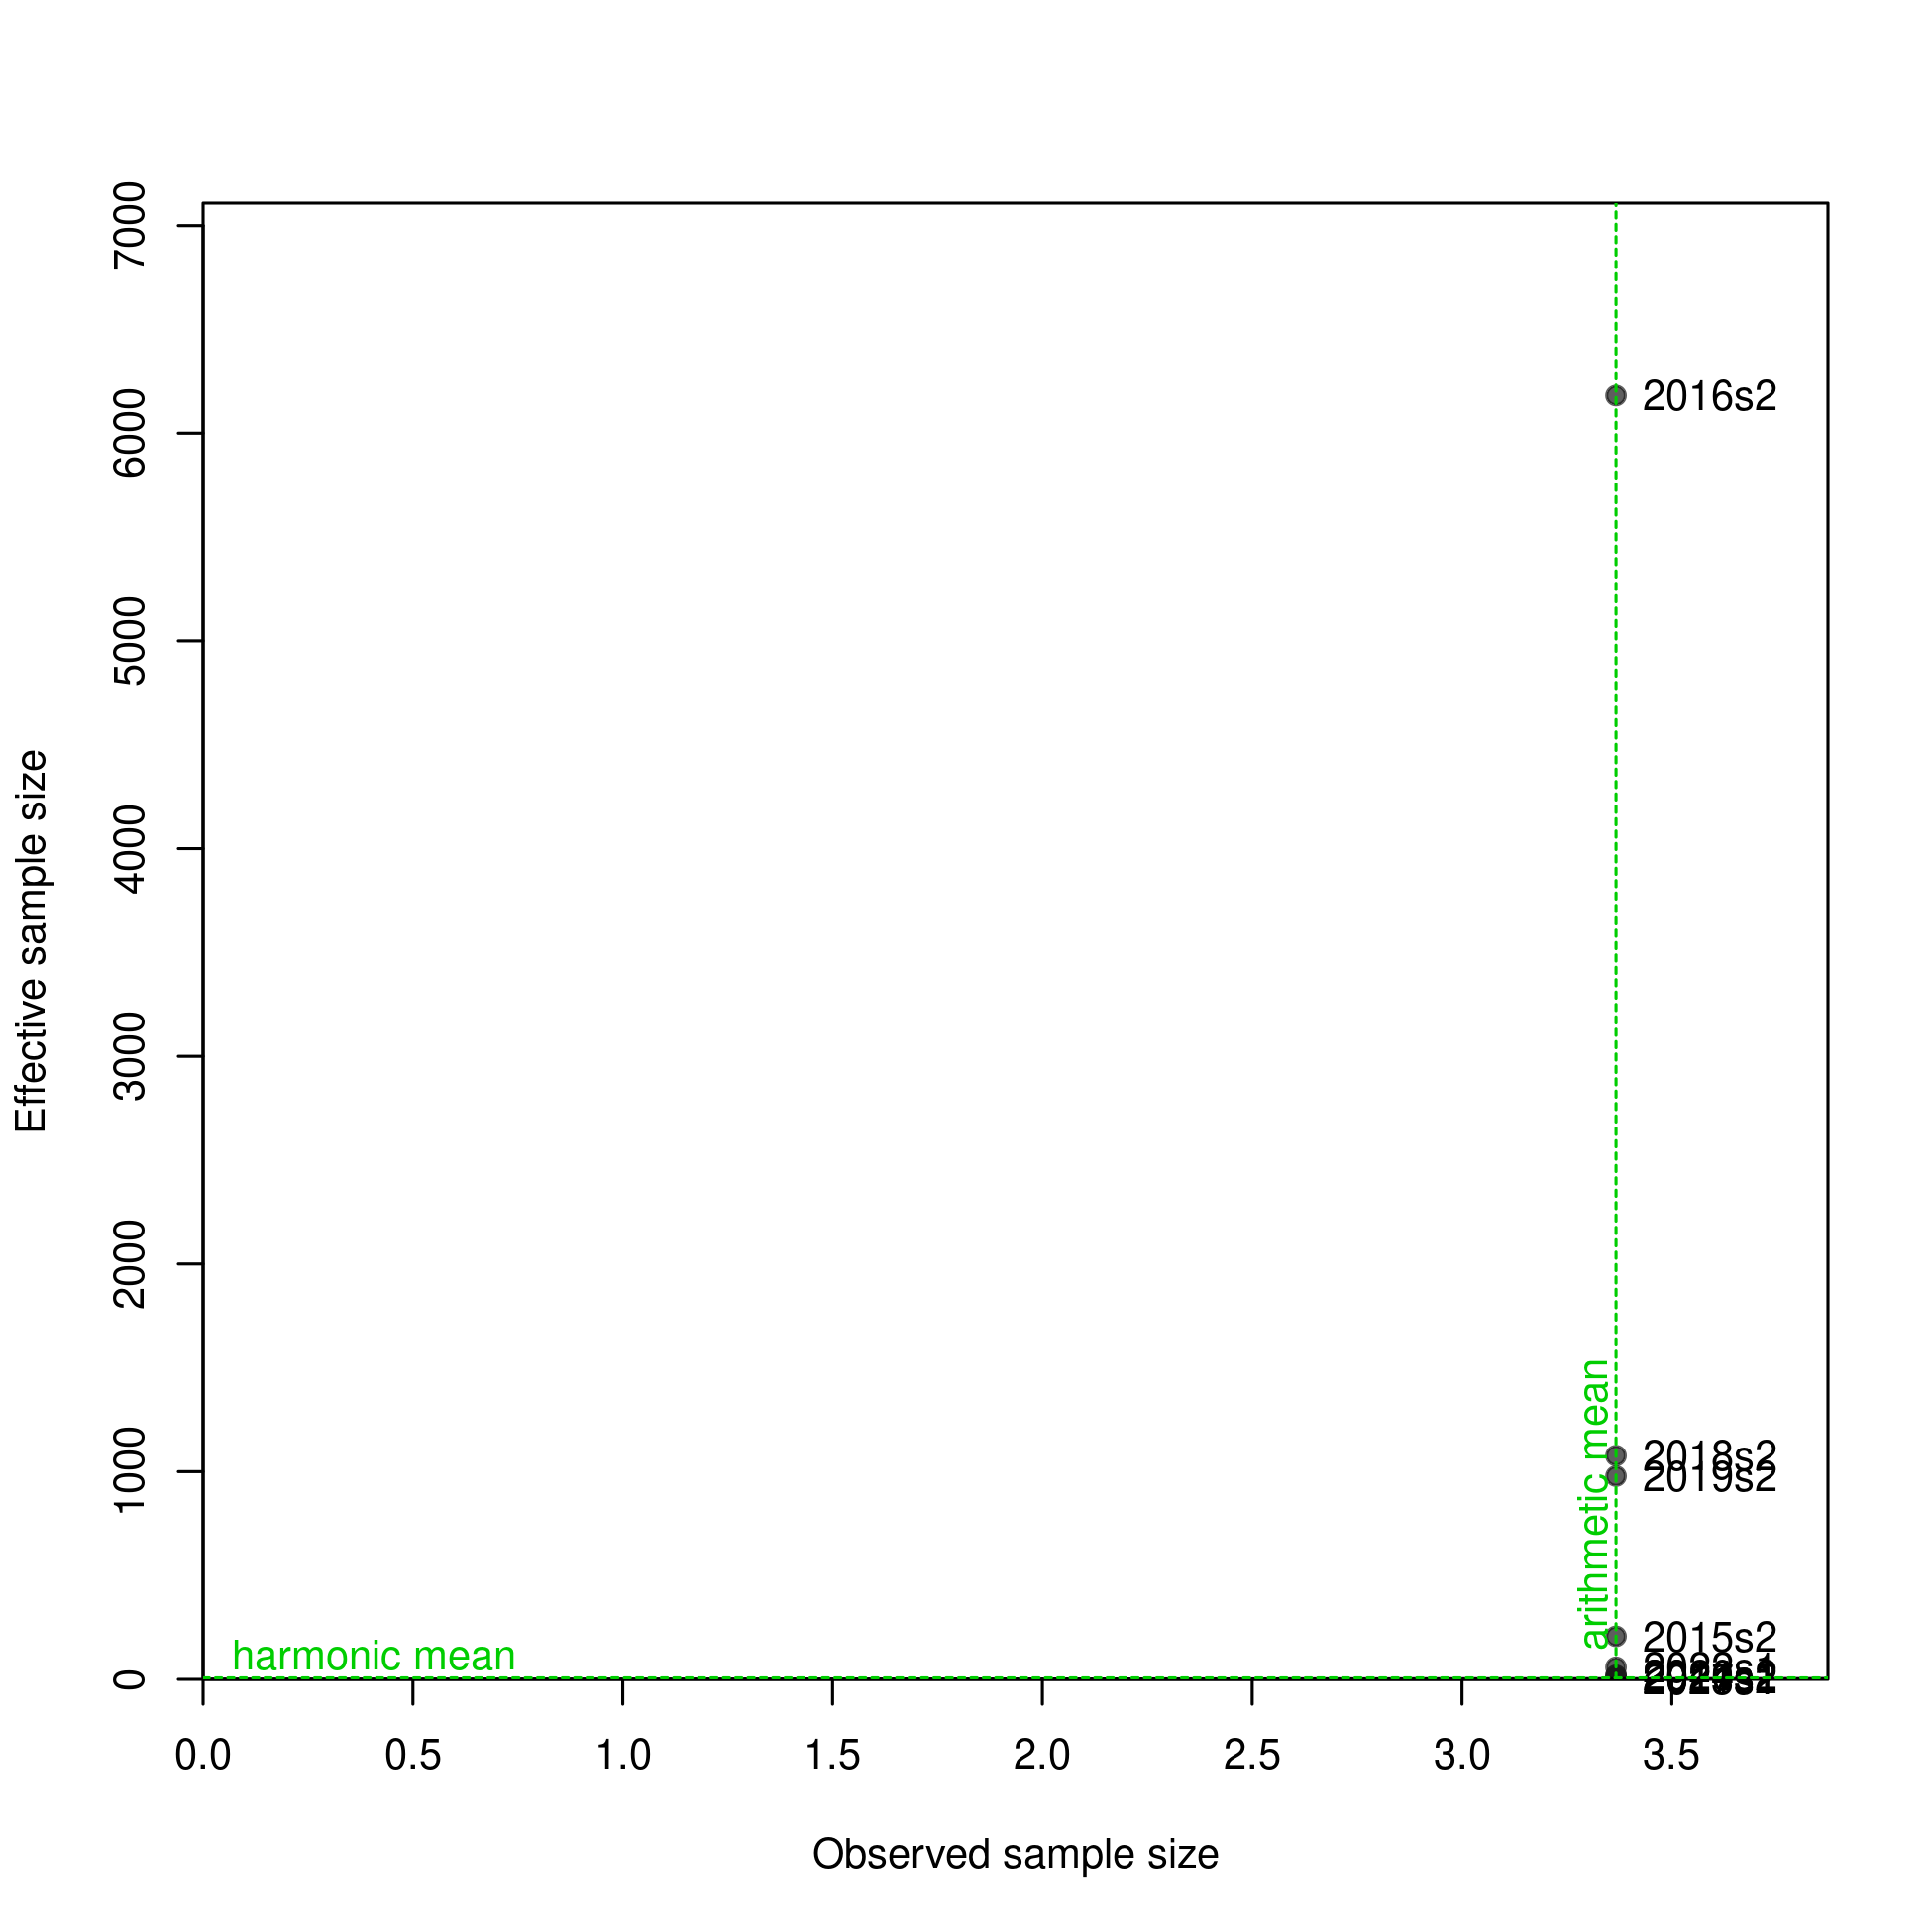 7000
6000
5000
4000
3000
2000
1000
0
Effective sample size
2016s2
2018s2
2019s2
2015s2
arithmetic mean
harmonic mean
0.0 0.5 1.0 1.5 2.0 2.5 3.0 3.5
Observed sample size